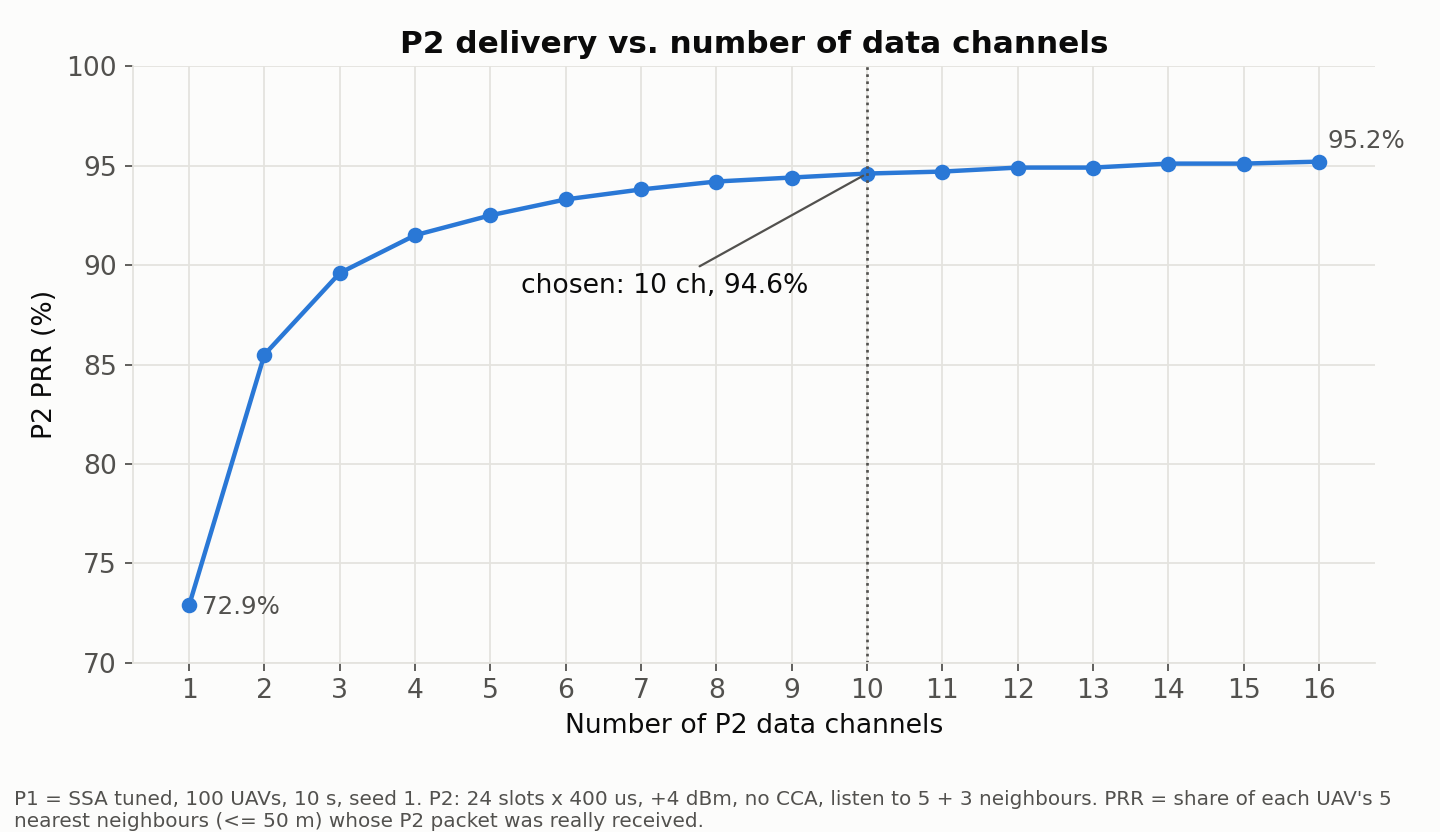 P2 delivery vs. number of data channels
100
95
90
85
80
75
70
P2 PRR (%)
95.2%
chosen: 10 ch, 94.6%
72.9%
1 2 3 4 5 6 7 8 9 10 11 12 13 14 15 16
Number of P2 data channels
P1 = SSA tuned, 100 UAVs, 10 s, seed 1. P2: 24 slots x 400 us, +4 dBm, no CCA, listen to 5 + 3 neighbours. PRR = share of each UAV's 5
nearest neighbours (<= 50 m) whose P2 packet was really received.